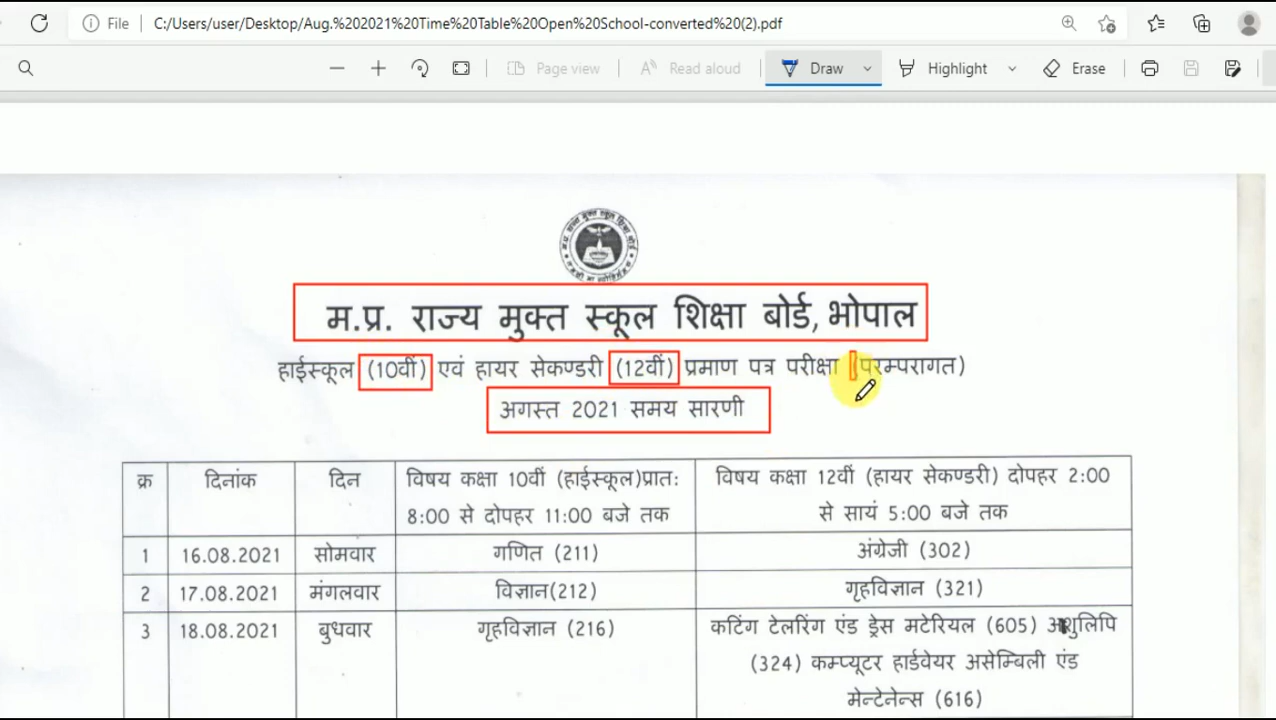 File C:/Users/user/Desktop/Aug.%202021%20Time%20Table%20Open%20School-converted%20(2).pdf
Page view Read aloud Draw Highlight Erase
म.प्र. राज्य मुक्त स्कूल शिक्षा बोर्ड, भोपाल
हाईस्कूल (10वीं) एवं हायर सेकण्डरी (12वीं) प्रमाण पत्र परीक्षा (परम्परागत)
अगस्त 2021 समय सारणी
क्र दिनांक दिन विषय कक्षा 10वीं (हाईस्कूल)प्रातः विषय कक्षा 12वीं (हायर सेकण्डरी) दोपहर 2:00
8:00 से दोपहर 11:00 बजे तक से सायं 5:00 बजे तक
1 16.08.2021 सोमवार गणित (211) अंग्रेजी (302)
2 17.08.2021 मंगलवार विज्ञान(212) गृहविज्ञान (321)
3 18.08.2021 बुधवार गृहविज्ञान (216) कटिंग टेलरिंग एंड ड्रेस मटेरियल (605) आशुलिपि
(324) कम्प्यूटर हार्डवेयर असेम्बिली एंड
मेन्टेनेन्स (616)